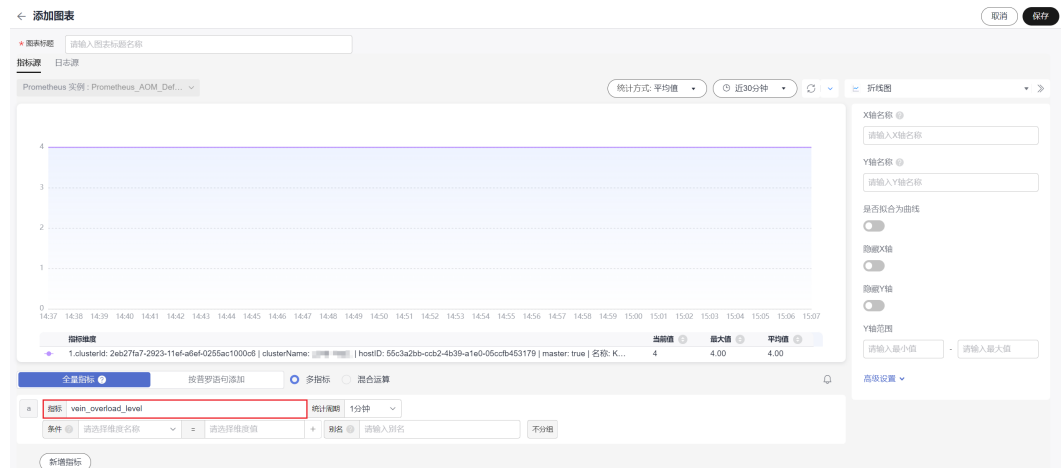 ← 添加图表 取消 保存
* 图表标题 请输入图表标题名称
指标源 日志源
Prometheus 实例 : Prometheus_AOM_Def... 统计方式: 平均值 近30分钟 折线图
X轴名称
请输入X轴名称
Y轴名称
请输入Y轴名称
是否拟合为曲线
隐藏X轴
隐藏Y轴
Y轴范围
请输入最小值 - 请输入最大值
高级设置
4
3
2
1
0
14:37 14:38 14:39 14:40 14:41 14:42 14:43 14:44 14:45 14:46 14:47 14:48 14:49 14:50 14:51 14:52 14:53 14:54 14:55 14:56 14:57 14:58 14:59 15:00 15:01 15:02 15:03 15:04 15:05 15:06 15:07
指标维度 当前值 最大值 平均值
1.clusterId: 2eb27fa7-2923-11ef-a6ef-0255ac1000c6 | clusterName: | hostID: 55c3a2bb-ccb2-4b39-a1e0-05ccfb453179 | master: true | 名称: K... 4 4.00 4.00
全量指标 按普罗语句添加 多指标 混合运算
a 指标 vein_overload_level 统计周期 1分钟
条件 请选择维度名称 = 请选择维度值 + 别名 请输入别名 不分组
新增指标